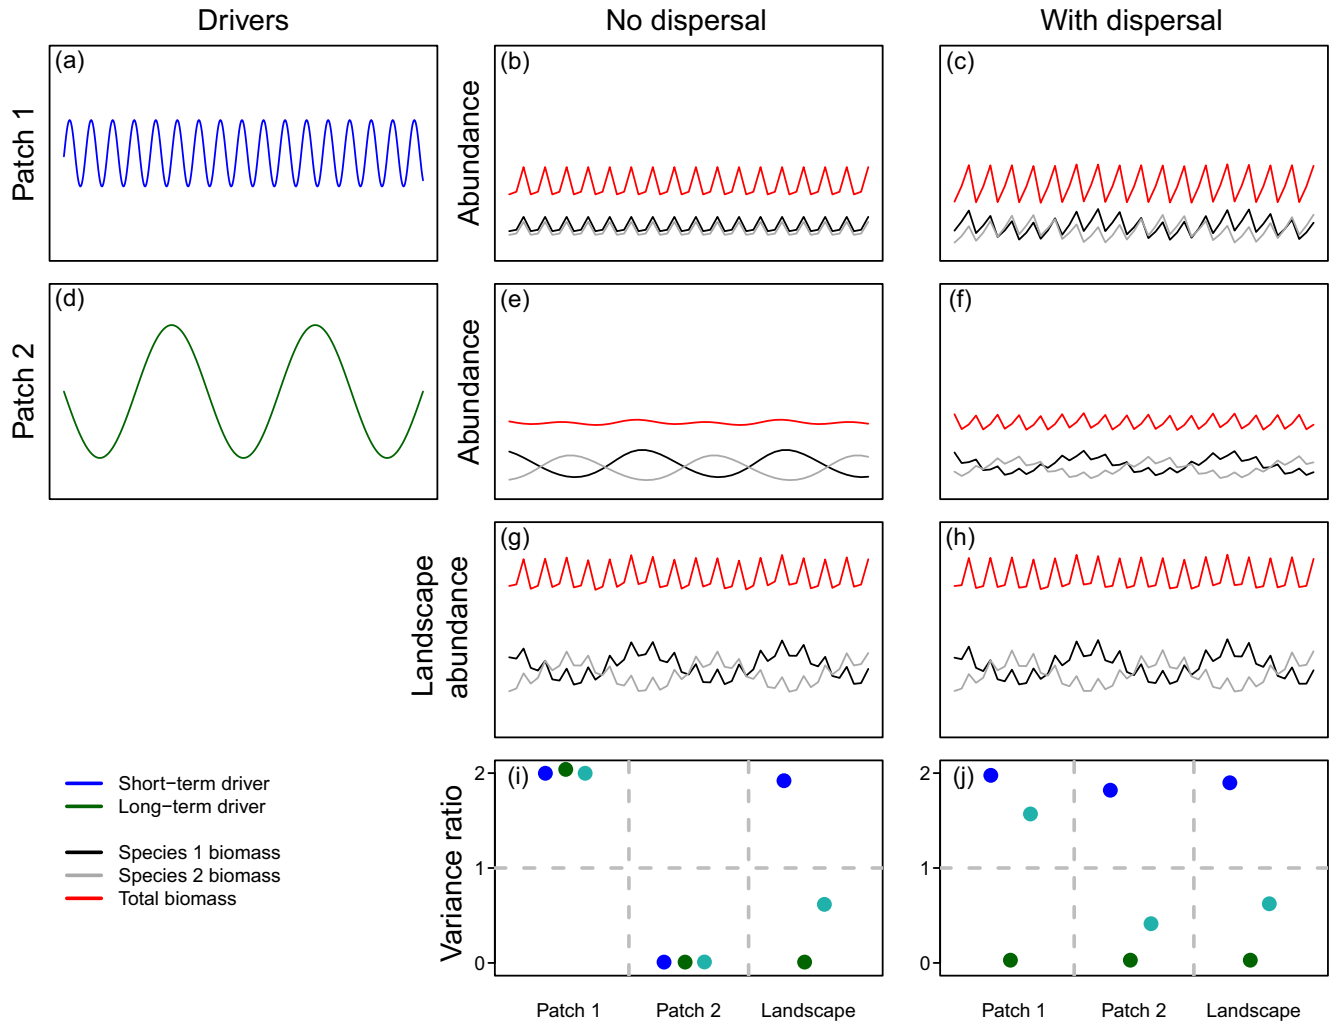 Drivers
No dispersal
With dispersal
Patch 1
(a)
Abundance
(b)
(c)
Patch 2
(d)
Abundance
(e)
(f)
Landscape
abundance
(g)
(h)
Short−term driver
Long−term driver
Species 1 biomass
Species 2 biomass
Total biomass
Variance ratio
(i)
2
1
0
Patch 1
Patch 2
Landscape
(j)
2
1
0
Patch 1
Patch 2
Landscape